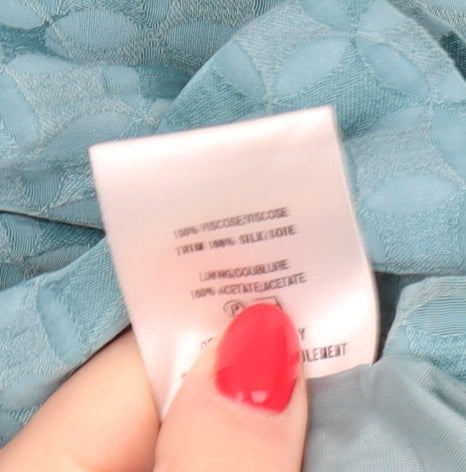 100% VISCOSE/VISCOSE
TRIM 100% SILK/SOIE
LINING/DOUBLURE
100% ACETATE/ACETATE
P